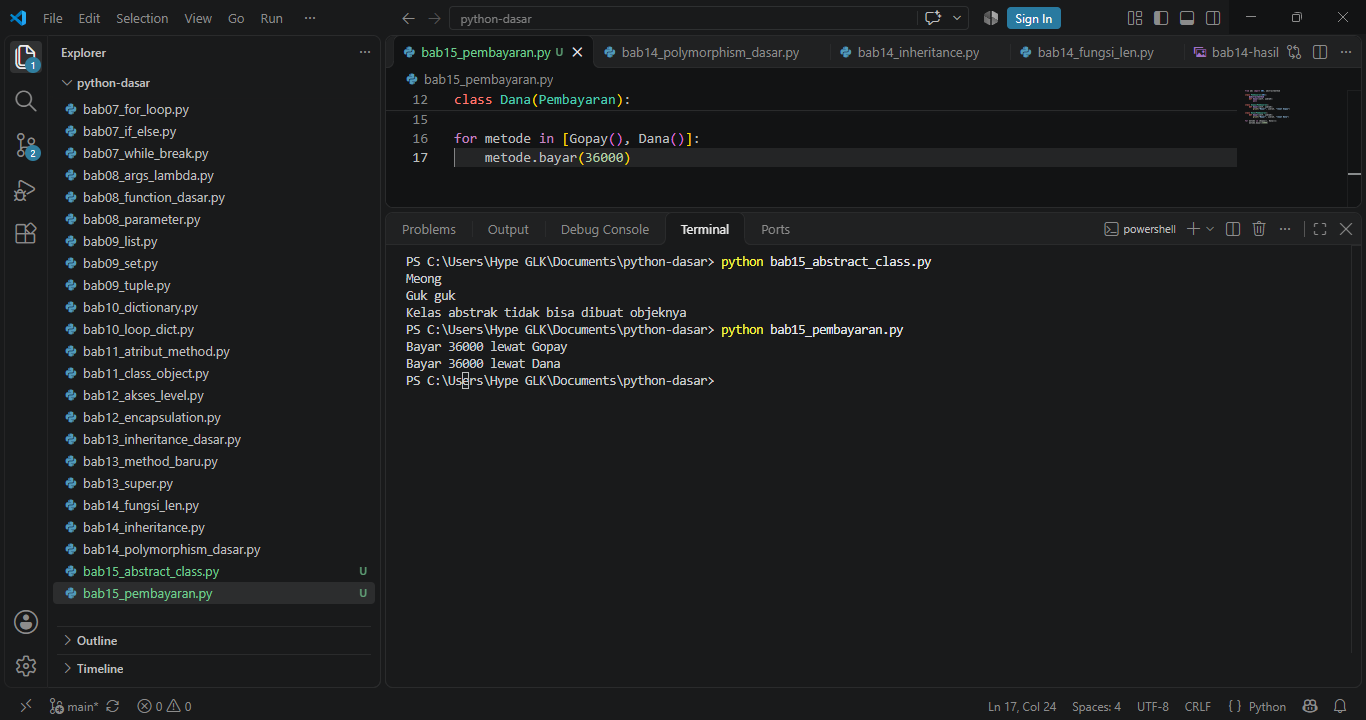 File Edit Selection View Go Run ···
python-dasar
Sign In
Explorer
python-dasar
bab07_for_loop.py
bab07_if_else.py
bab07_while_break.py
bab08_args_lambda.py
bab08_function_dasar.py
bab08_parameter.py
bab09_list.py
bab09_set.py
bab09_tuple.py
bab10_dictionary.py
bab10_loop_dict.py
bab11_atribut_method.py
bab11_class_object.py
bab12_akses_level.py
bab12_encapsulation.py
bab13_inheritance_dasar.py
bab13_method_baru.py
bab13_super.py
bab14_fungsi_len.py
bab14_inheritance.py
bab14_polymorphism_dasar.py
bab15_abstract_class.py U
bab15_pembayaran.py U
Outline
Timeline
1
2
bab15_pembayaran.py U bab14_polymorphism_dasar.py bab14_inheritance.py bab14_fungsi_len.py bab14-hasil
bab15_pembayaran.py
12 class Dana(Pembayaran):
15
16 for metode in [Gopay(), Dana()]:
17 metode.bayar(36000)
Problems Output Debug Console Terminal Ports powershell
PS C:\Users\Hype GLK\Documents\python-dasar> python bab15_abstract_class.py
Meong
Guk guk
Kelas abstrak tidak bisa dibuat objeknya
PS C:\Users\Hype GLK\Documents\python-dasar> python bab15_pembayaran.py
Bayar 36000 lewat Gopay
Bayar 36000 lewat Dana
PS C:\Users\Hype GLK\Documents\python-dasar>
main* 0 0 Ln 17, Col 24 Spaces: 4 UTF-8 CRLF { } Python